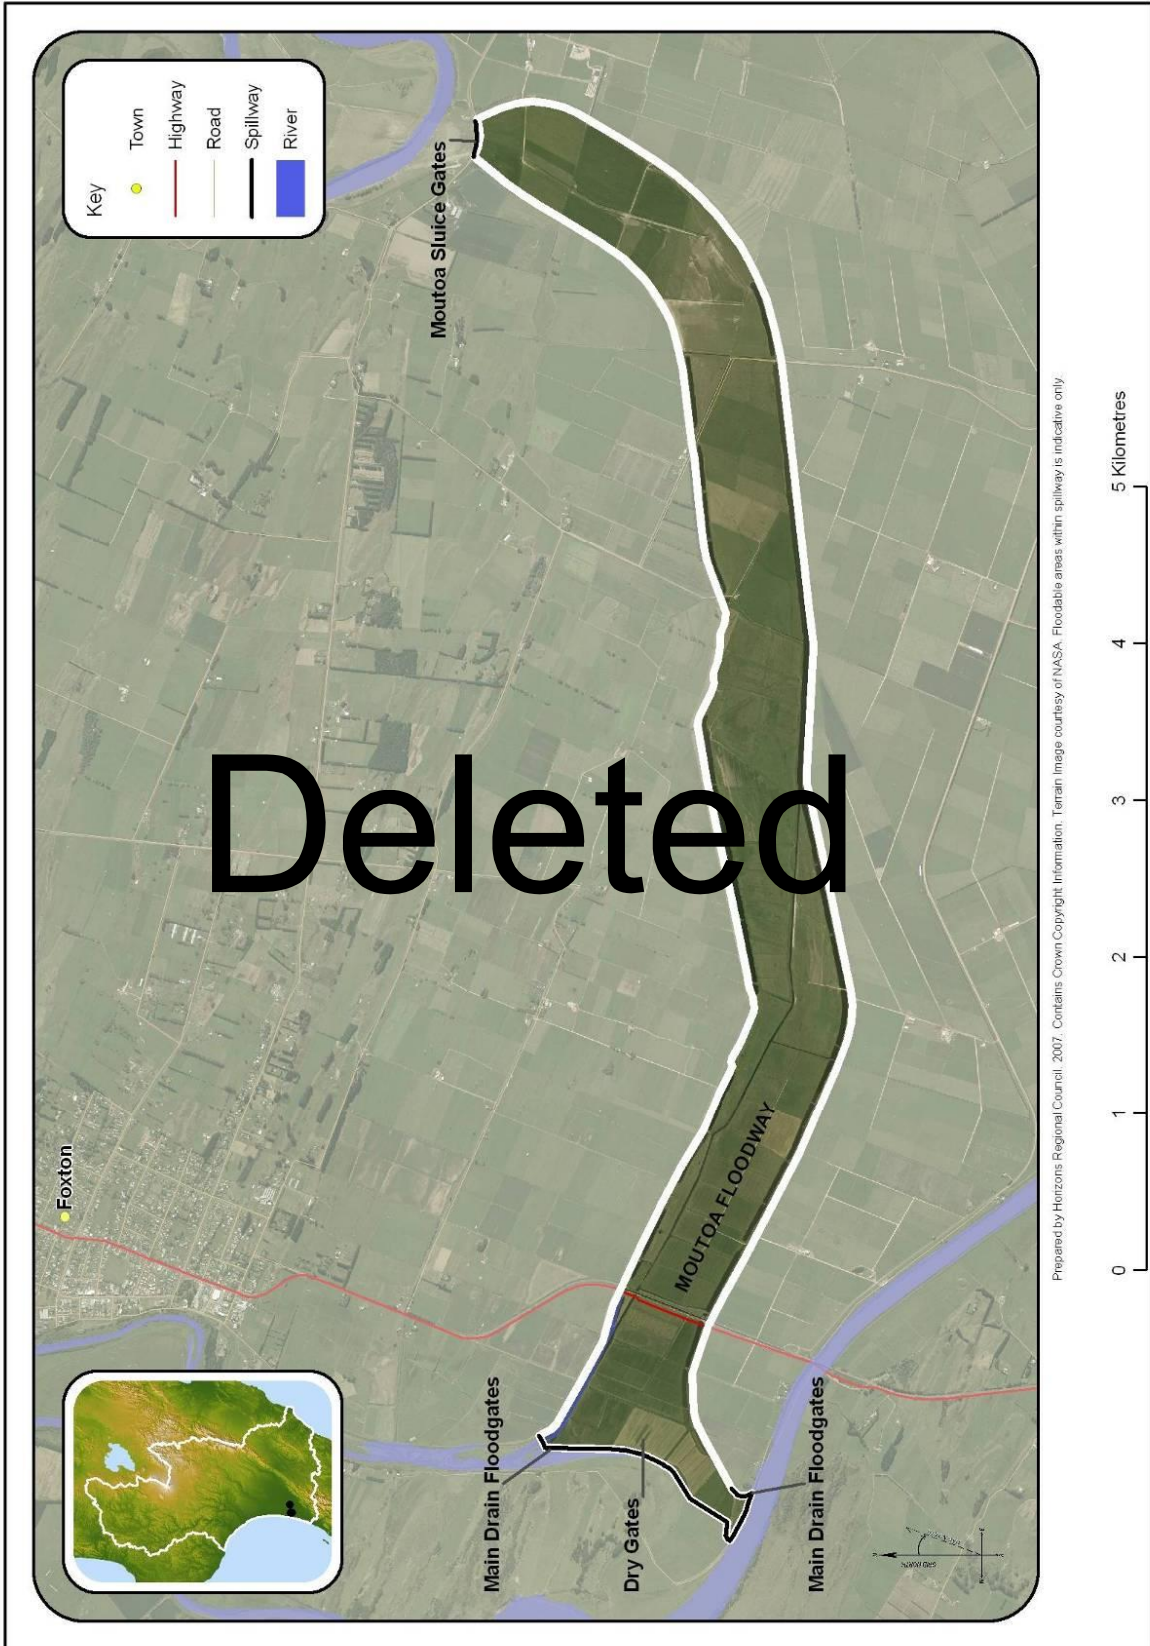 Key
Town
Highway
Road
Spillway
River
Moutoa Sluice Gates
Foxton
Deleted
MOUTOA FLOODWAY
Main Drain Floodgates
Dry Gates
Main Drain Floodgates
GRID NORTH
Prepared by Horizons Regional Council. 2007. Contains Crown Copyright Information. Terrain Image courtesy of NASA. Floodable areas within spillway is indicative only.
0 1 2 3 4 5 Kilometres